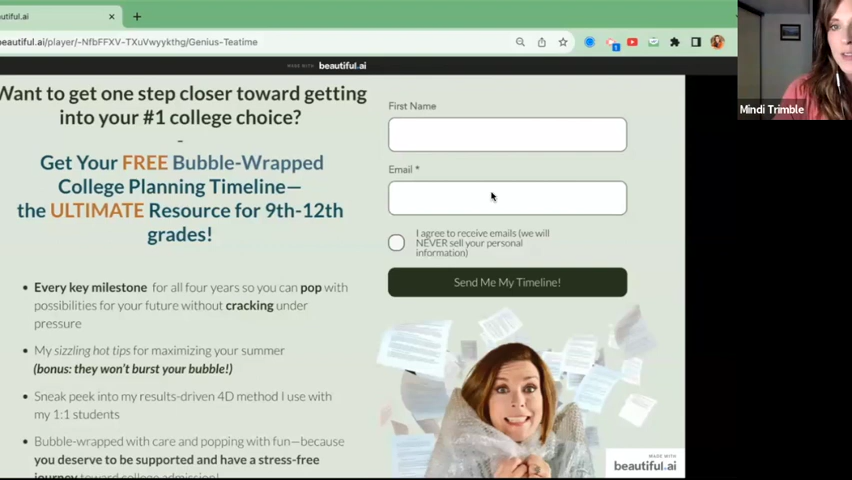 utiful.ai
beautiful.ai/player/-NfbFFXV-TXuVwyykthg/Genius-Teatime
MADE WITH beautiful.ai
Want to get one step closer toward getting
into your #1 college choice?
-
Get Your FREE Bubble-Wrapped
College Planning Timeline—
the ULTIMATE Resource for 9th-12th
grades!
• Every key milestone for all four years so you can pop with
possibilities for your future without cracking under
pressure
• My sizzling hot tips for maximizing your summer
(bonus: they won't burst your bubble!)
• Sneak peek into my results-driven 4D method I use with
my 1:1 students
• Bubble-wrapped with care and popping with fun—because
you deserve to be supported and have a stress-free
journey toward college admission!
First Name
Email *
I agree to receive emails (we will
NEVER sell your personal
information)
Send Me My Timeline!
MADE WITH
beautiful.ai
Mindi Trimble